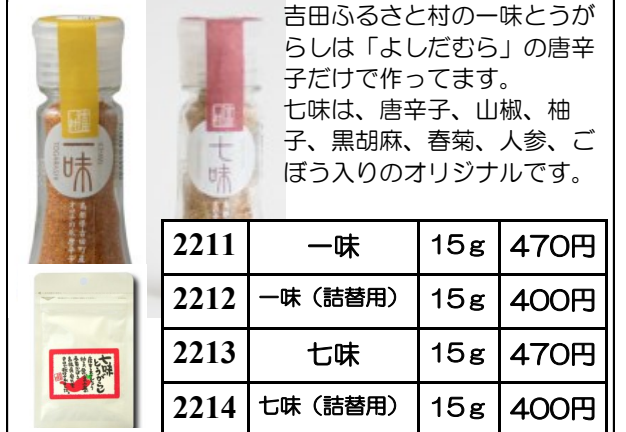 吉田ふるさと村の一味とうが
らしは「よしだむら」の唐辛
子だけで作ってます。
七味は、唐辛子、山椒、柚
子、黒胡麻、春菊、人参、ご
ぼう入りのオリジナルです。
一味
七味
2211 一味 15g 470円
2212 一味（詰替用） 15g 400円
2213 七味 15g 470円
2214 七味（詰替用） 15g 400円
七味
とうがらし